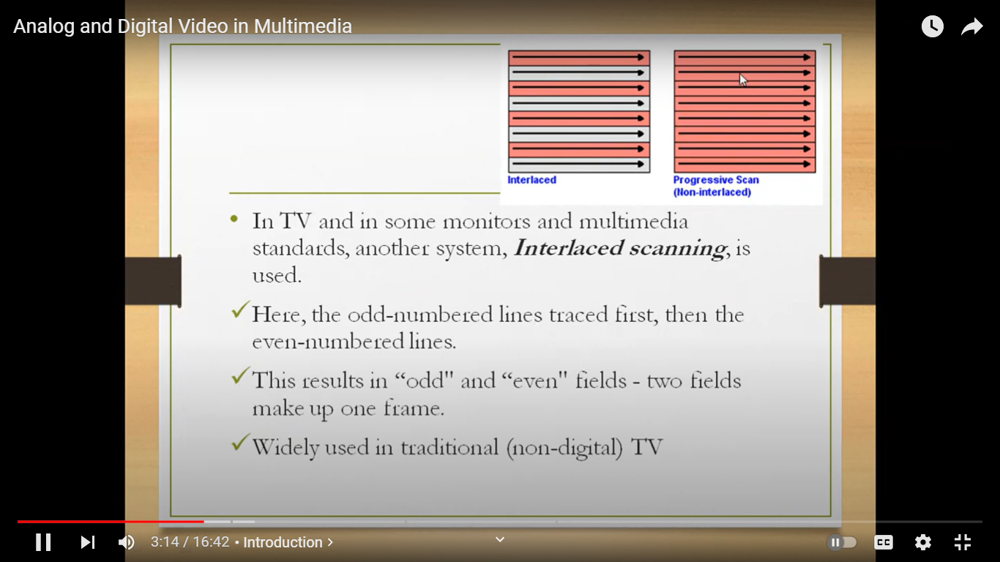 Analog and Digital Video in Multimedia
Interlaced
Progressive Scan
(Non-interlaced)
• In TV and in some monitors and multimedia
standards, another system, Interlaced scanning, is
used.
✓Here, the odd-numbered lines traced first, then the
even-numbered lines.
✓This results in “odd" and “even" fields - two fields
make up one frame.
✓Widely used in traditional (non-digital) TV
3:14 / 16:42 • Introduction >
CC